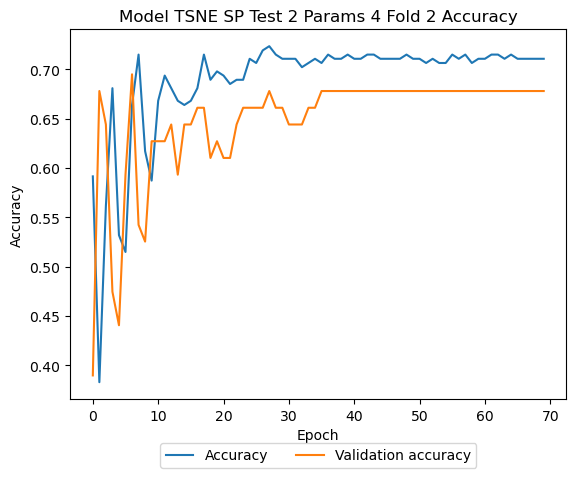 Model TSNE SP Test 2 Params 4 Fold 2 Accuracy
Accuracy
0.70
0.65
0.60
0.55
0.50
0.45
0.40
0 10 20 30 40 50 60 70
Epoch
Accuracy Validation accuracy